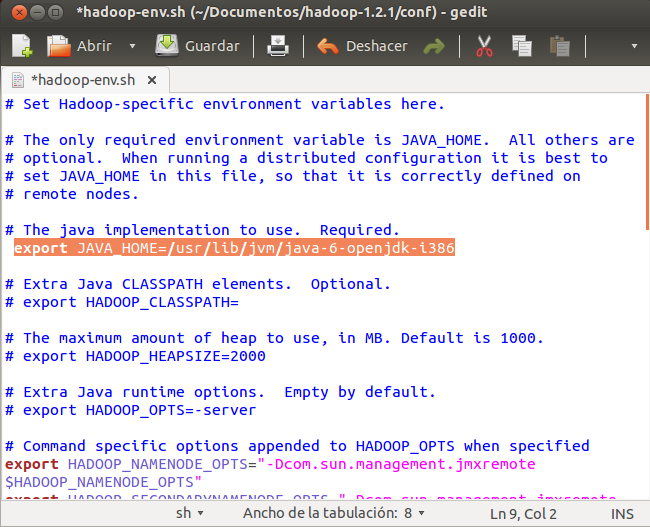 *hadoop-env.sh (~/Documentos/hadoop-1.2.1/conf) - gedit
Abrir Guardar Deshacer
*hadoop-env.sh
# Set Hadoop-specific environment variables here.
# The only required environment variable is JAVA_HOME.  All others are
# optional.  When running a distributed configuration it is best to
# set JAVA_HOME in this file, so that it is correctly defined on
# remote nodes.
# The java implementation to use.  Required.
export JAVA_HOME=/usr/lib/jvm/java-6-openjdk-i386
# Extra Java CLASSPATH elements.  Optional.
# export HADOOP_CLASSPATH=
# The maximum amount of heap to use, in MB. Default is 1000.
# export HADOOP_HEAPSIZE=2000
# Extra Java runtime options.  Empty by default.
# export HADOOP_OPTS=-server
# Command specific options appended to HADOOP_OPTS when specified
export HADOOP_NAMENODE_OPTS="-Dcom.sun.management.jmxremote
$HADOOP_NAMENODE_OPTS"
export HADOOP_SECONDARYNAMENODE_OPTS="-Dcom.sun.management.jmxremote
sh Ancho de la tabulación: 8 Ln 9, Col 2 INS